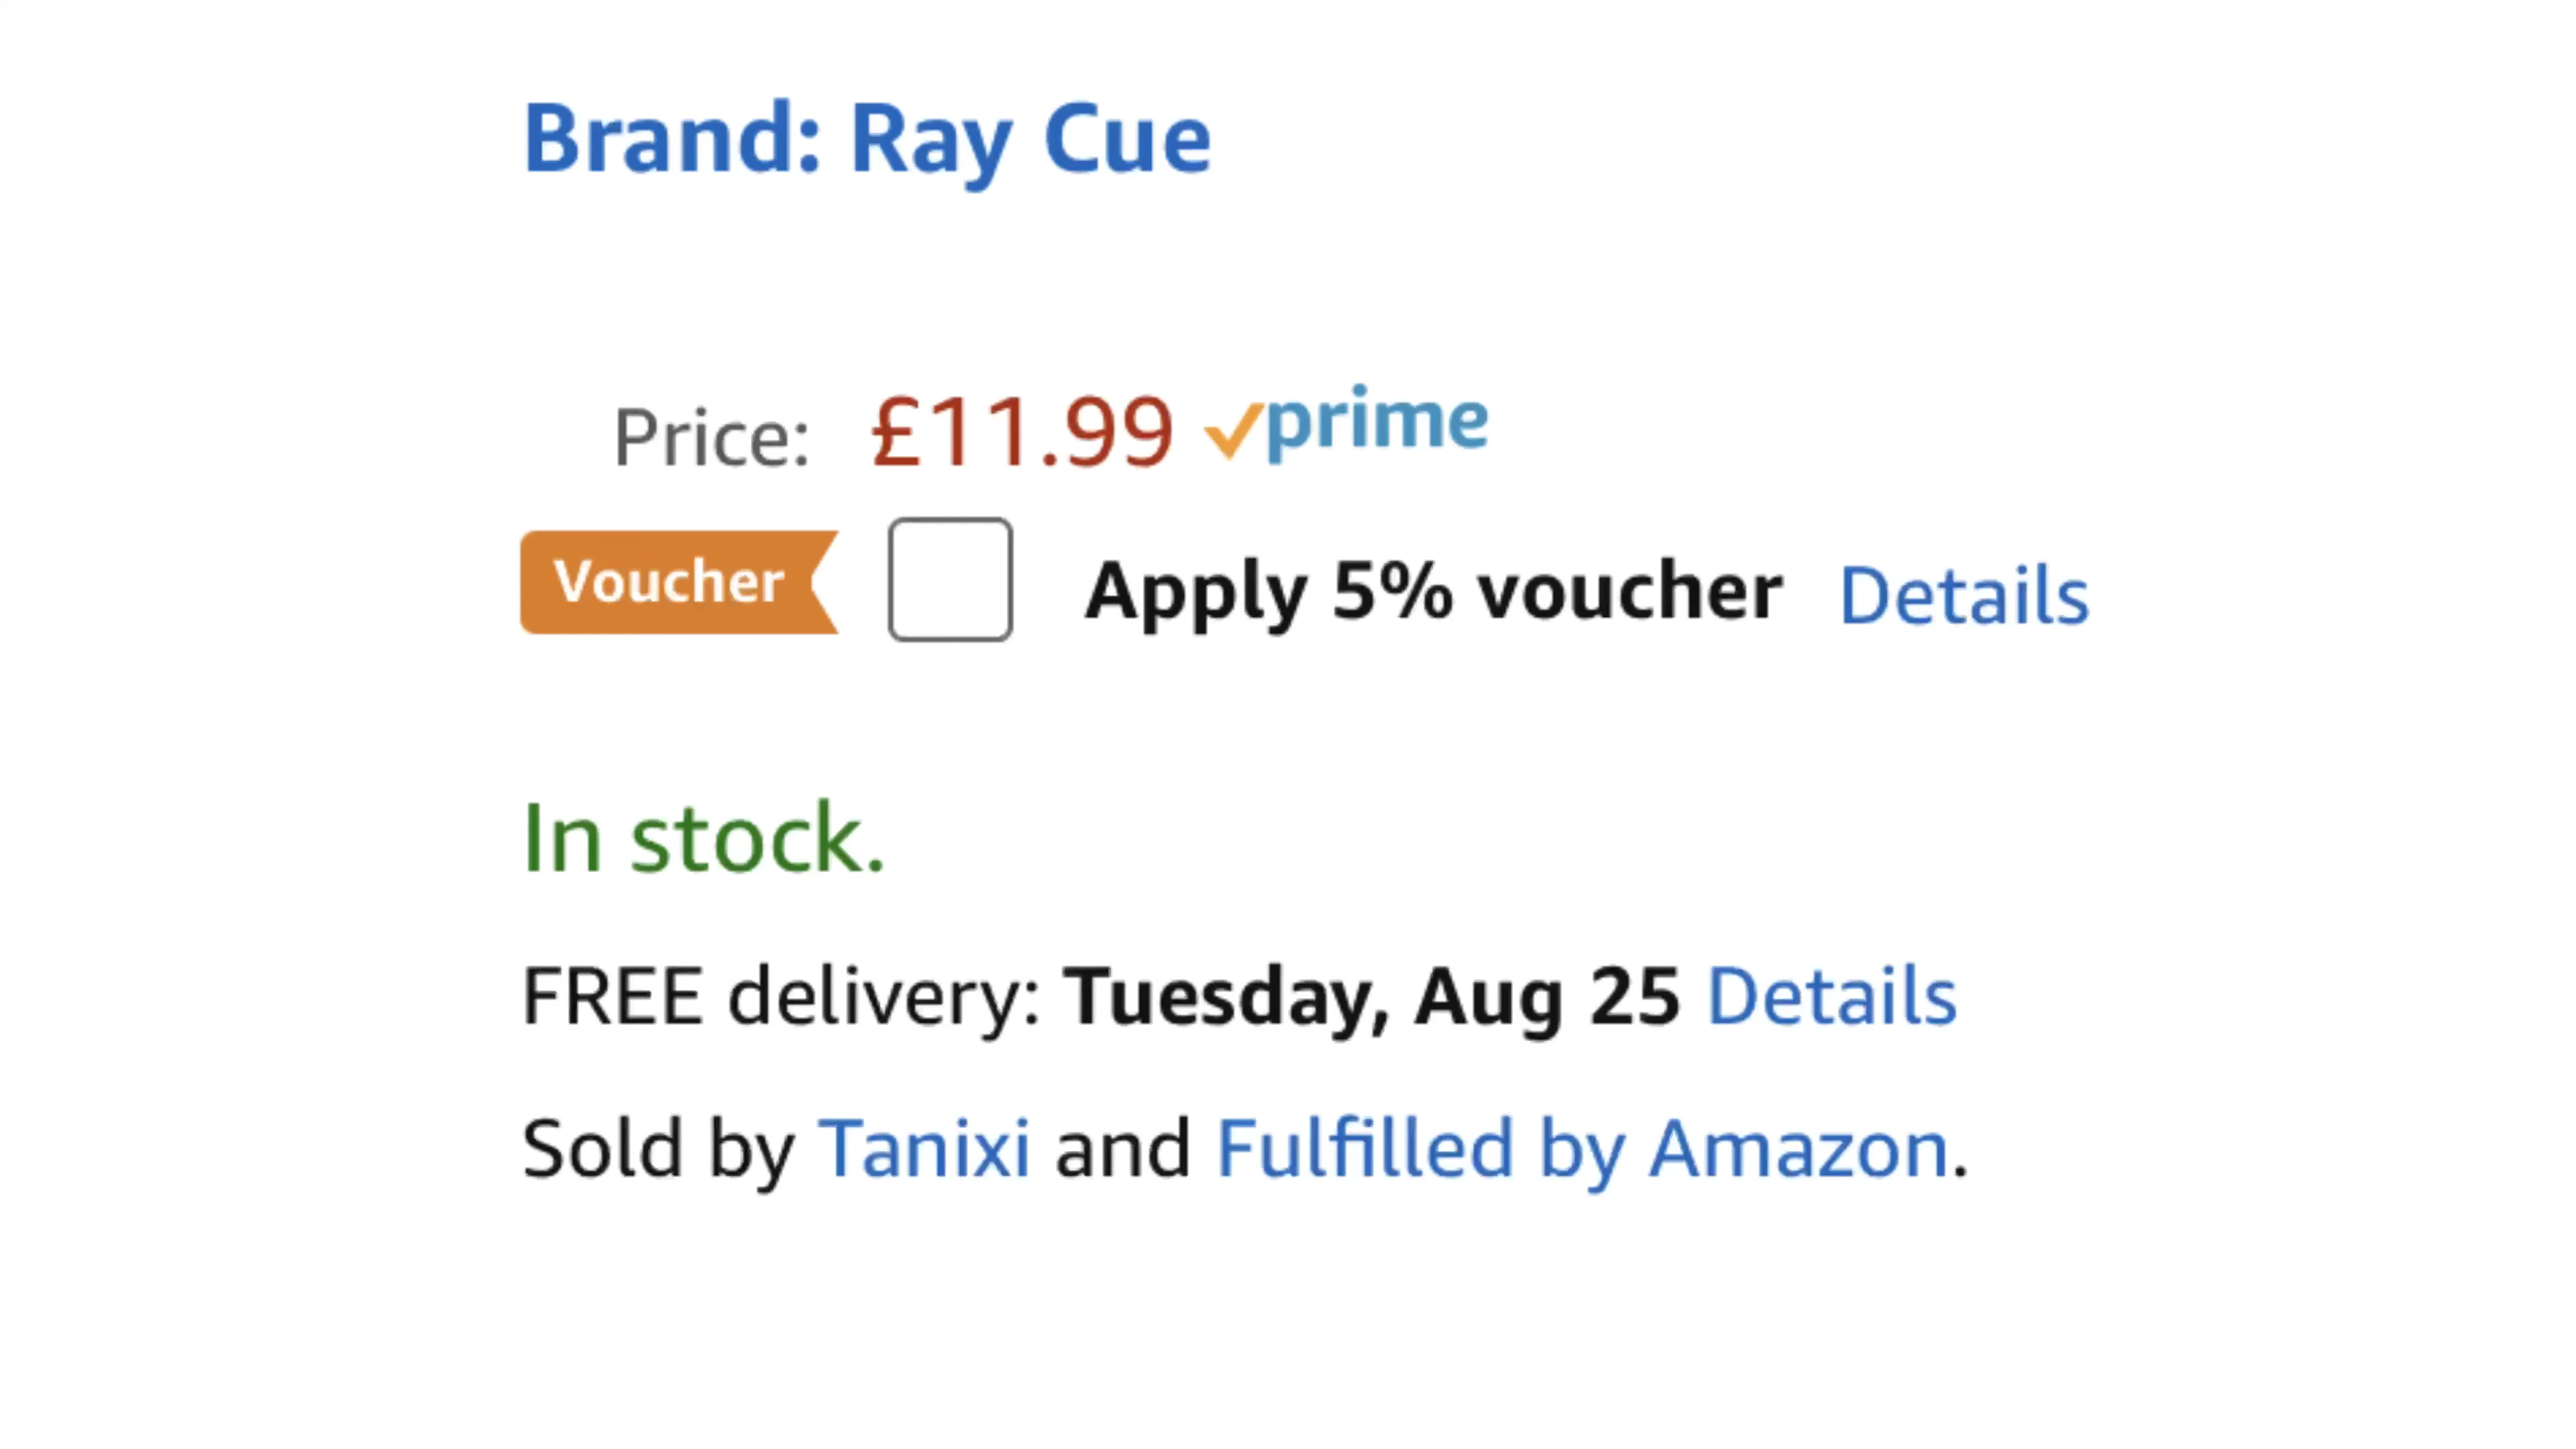 Brand: Ray Cue
Price: £11.99 prime
Voucher Apply 5% voucher Details
In stock.
FREE delivery: Tuesday, Aug 25 Details
Sold by Tanixi and Fulfilled by Amazon.